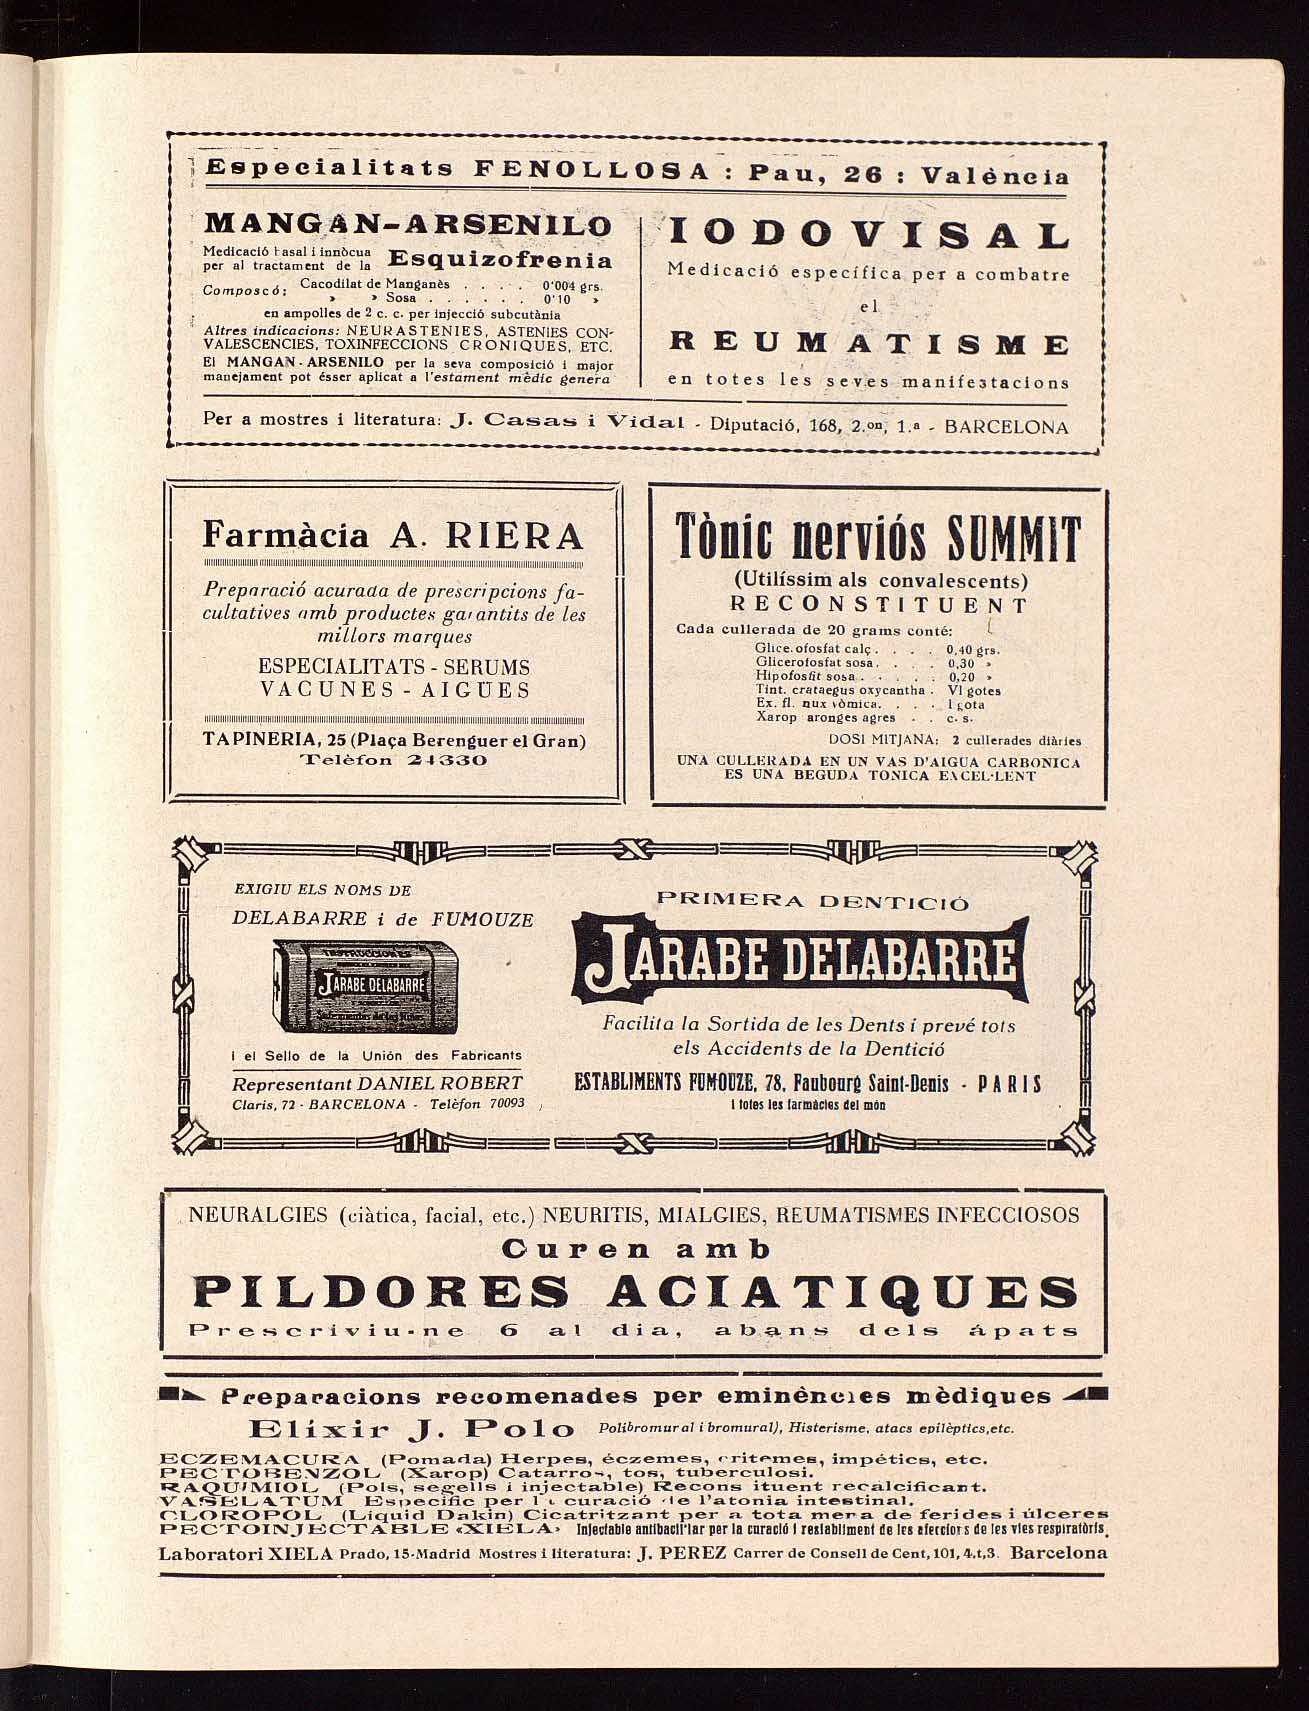 Especialitats FENOLLOSA : Pau, 26 : València
MANGAN-ARSENILO
Medicació basal i innòcua
per al tractament de la Esquizofrenia
Composcó: Cacodilat de Manganès . . . . 0'004 grs.
» » Sosa . . . . . . 0'10 »
en ampolles de 2 c. c. per injecció subcutània
Altres indicacions: NEURASTENIES, ASTENIES CON-
VALESCENCIES, TOXINFECCIONS CRONIQUES, ETC.
El MANGAN-ARSENILO per la seva composició i major
manejament pot ésser aplicat a l'estament mèdic genera
IODOVISAL
Medicació específica per a combatre
el
REUMATISME
en totes les seves manifestacions
Per a mostres i literatura: J. Casas i Vidal - Diputació, 168, 2.on, 1.a - BARCELONA
Farmàcia A. RIERA
Preparació acurada de prescripcions fa-
cultatives amb productes garantits de les
millors marques
ESPECIALITATS - SERUMS
VACUNES - AIGÜES
TAPINERIA, 25 (Plaça Berenguer el Gran)
Telèfon 24330
Tònic nerviós SUMMIT
(Utilíssim als convalescents)
RECONSTITUENT
Cada cullerada de 20 grams conté:
Glicerofosfat calç . . . . 0,40 grs.
Glicerofosfat sosa . . . . 0,30 »
Hipofosfit sosa . . . . . 0,20 »
Tint. crataegus oxycantha . VI gotes
Ex. fl. nux vòmica. . . . I gota
Xarop aronges agres . . c. s.
DOSI MITJANA: 2 cullerades diàries
UNA CULLERADA EN UN VAS D'AIGUA CARBONICA
ES UNA BEGUDA TONICA EXCEL·LENT
EXIGIU ELS NOMS DE
DELABARRE i de FUMOUZE
INSTRUCCIONES
JARABE DELABARRE
i el Sello de la Unión des Fabricants
Representant DANIEL ROBERT
Claris, 72 - BARCELONA - Telèfon 70093
PRIMERA DENTICIÓ
JARABE DELABARRE
Facilita la Sortida de les Dents i prevé tots
els Accidents de la Dentició
ESTABLIMENTS FUMOUZE, 78, Faubourg Saint-Denis - PARIS
I totes les farmàcies del món
NEURALGIES (ciàtica, facial, etc.) NEURITIS, MIALGIES, REUMATISMES INFECCIOSOS
Curen amb
PILDORES ACIATIQUES
Prescriviu-ne 6 al dia, abans dels ápats
Preparacions recomenades per eminències mèdiques
Elíxir J. Polo Polibromural i bromural), Histerisme, atacs epilèptics, etc.
ECZEMACURA (Pomada) Herpes, éczemes, eritemes, impétics, etc.
PECTOBENZOL (Xarop) Catarros, tos, tuberculosi.
RAQUIMIOL (Pols, segells i injectable) Reconstituent recalcificant.
VASELATUM Específic per la curació de l'atonia intestinal.
CLOROPOL (Liquid Dakin) Cicatritzant per a tota mena de ferides i úlceres
PECTOINJECTABLE «XIELA» Injectable antibacil·lar per la curació i restabliment de les afeccions de les vies respiratòris.
Laboratori XIELA Prado, 15-Madrid Mostres i literatura: J. PEREZ Carrer de Consell de Cent, 101, 4.t, 3. Barcelona